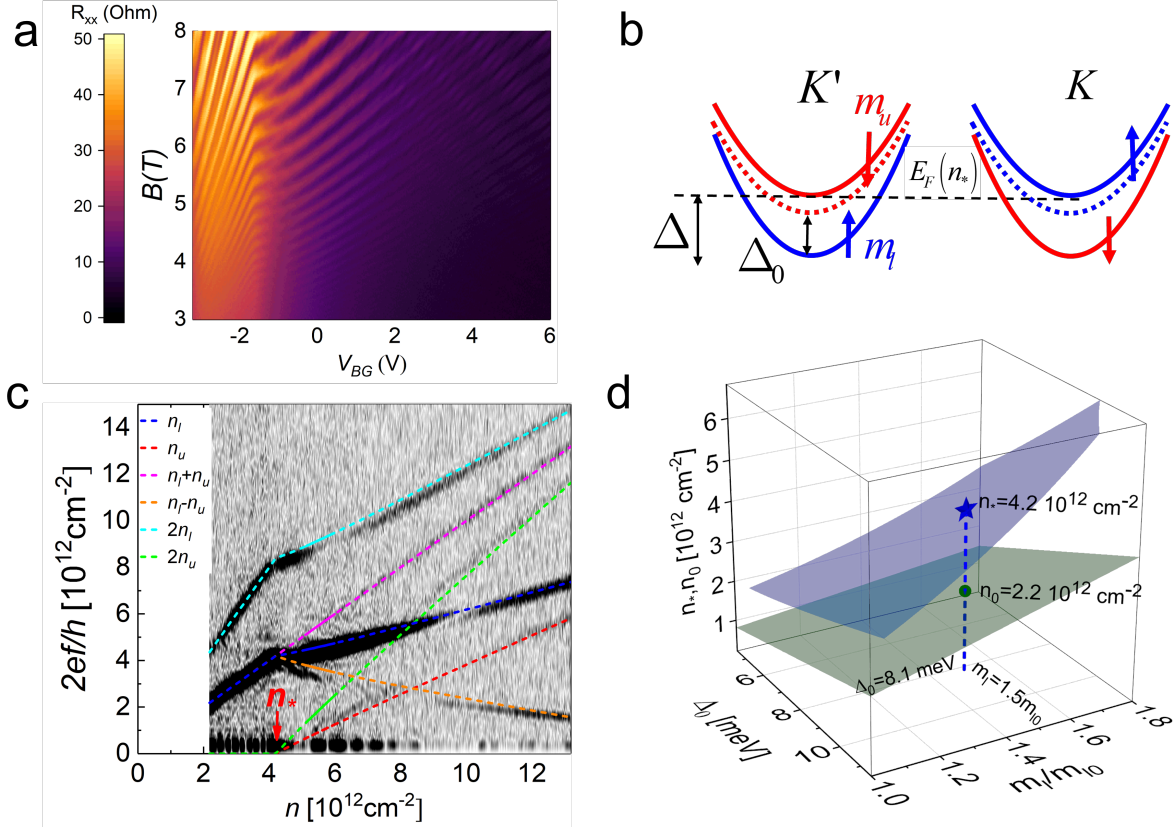 a
R_xx (Ohm)
50
40
30
20
10
0
B(T)
8
7
6
5
4
3
-2
0
2
4
6
V_BG (V)
b
K'
K
m_u
E_F(n_*)
Δ
Δ_0
m_l
c
2ef/h [10^12cm^-2]
14
12
10
8
6
4
2
0
n_l
n_u
n_l+n_u
n_l-n_u
2n_l
2n_u
n_*
0
2
4
6
8
10
12
n [10^12cm^-2]
d
n_*,n_0 [10^12 cm^-2]
6
5
4
3
2
1
n_*=4.2 10^12 cm^-2
n_0=2.2 10^12 cm^-2
Δ_0=8.1 meV
m_l=1.5m_l0
6
8
10
Δ_0 [meV]
1.0
1.2
1.4
1.6
1.8
m_l/m_l0